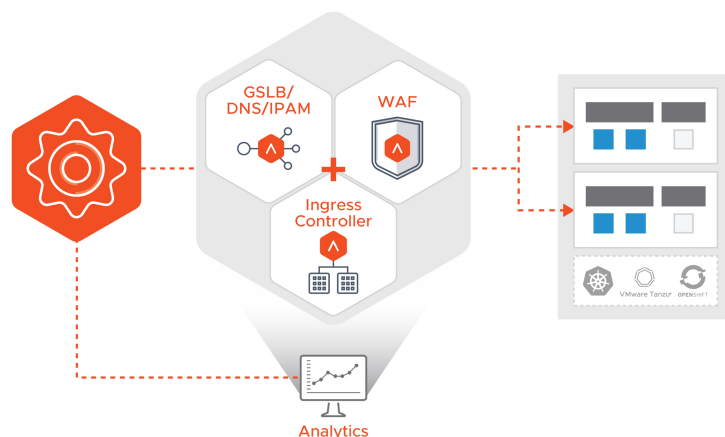 GSLB/
DNS/IPAM
WAF
Ingress
Controller
VMware Tanzu
OPENSHIFT
Analytics